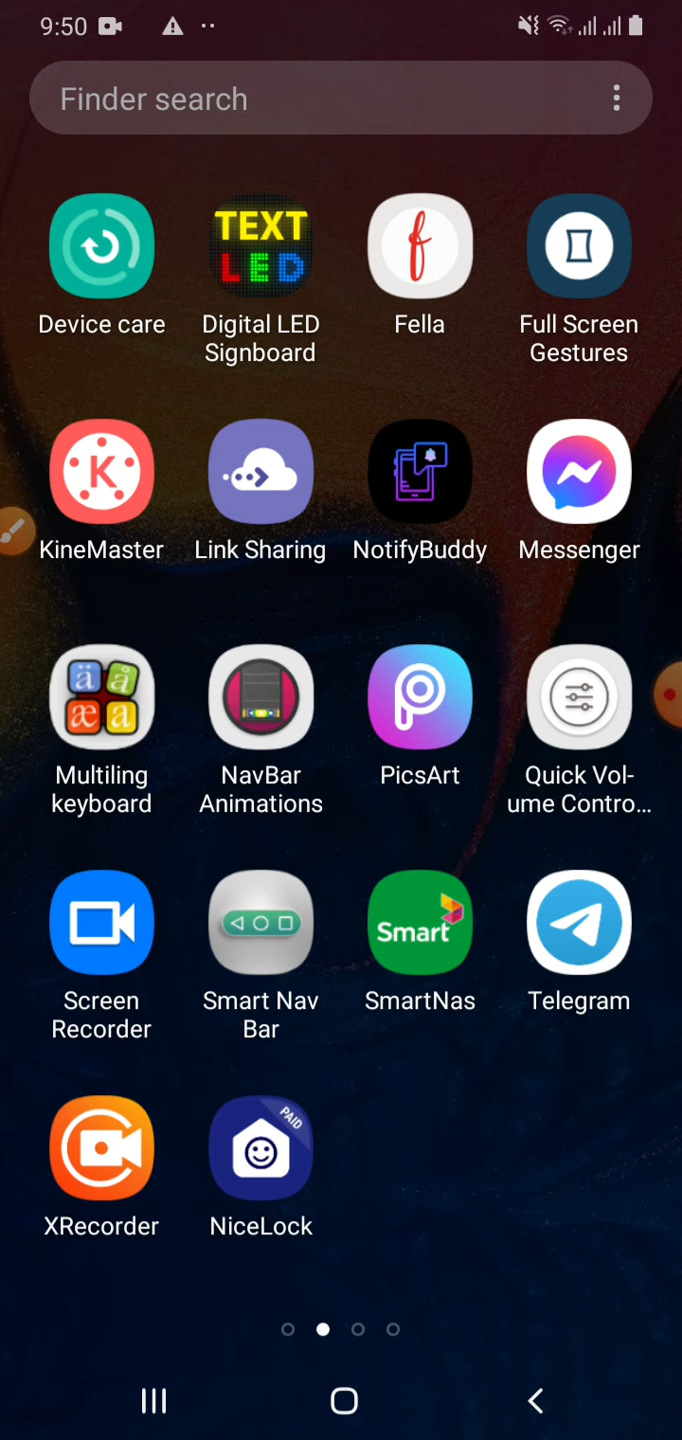 9:50
Finder search
TEXT
LED
Device care
Digital LED
Signboard
f
Fella
Full Screen
Gestures
K
KineMaster
Link Sharing
NotifyBuddy
Messenger
ä å
æ a
Multiling
keyboard
NavBar
Animations
PicsArt
Quick Vol-
ume Contro...
Screen
Recorder
Smart Nav
Bar
Smart
SmartNas
Telegram
XRecorder
PAID
NiceLock